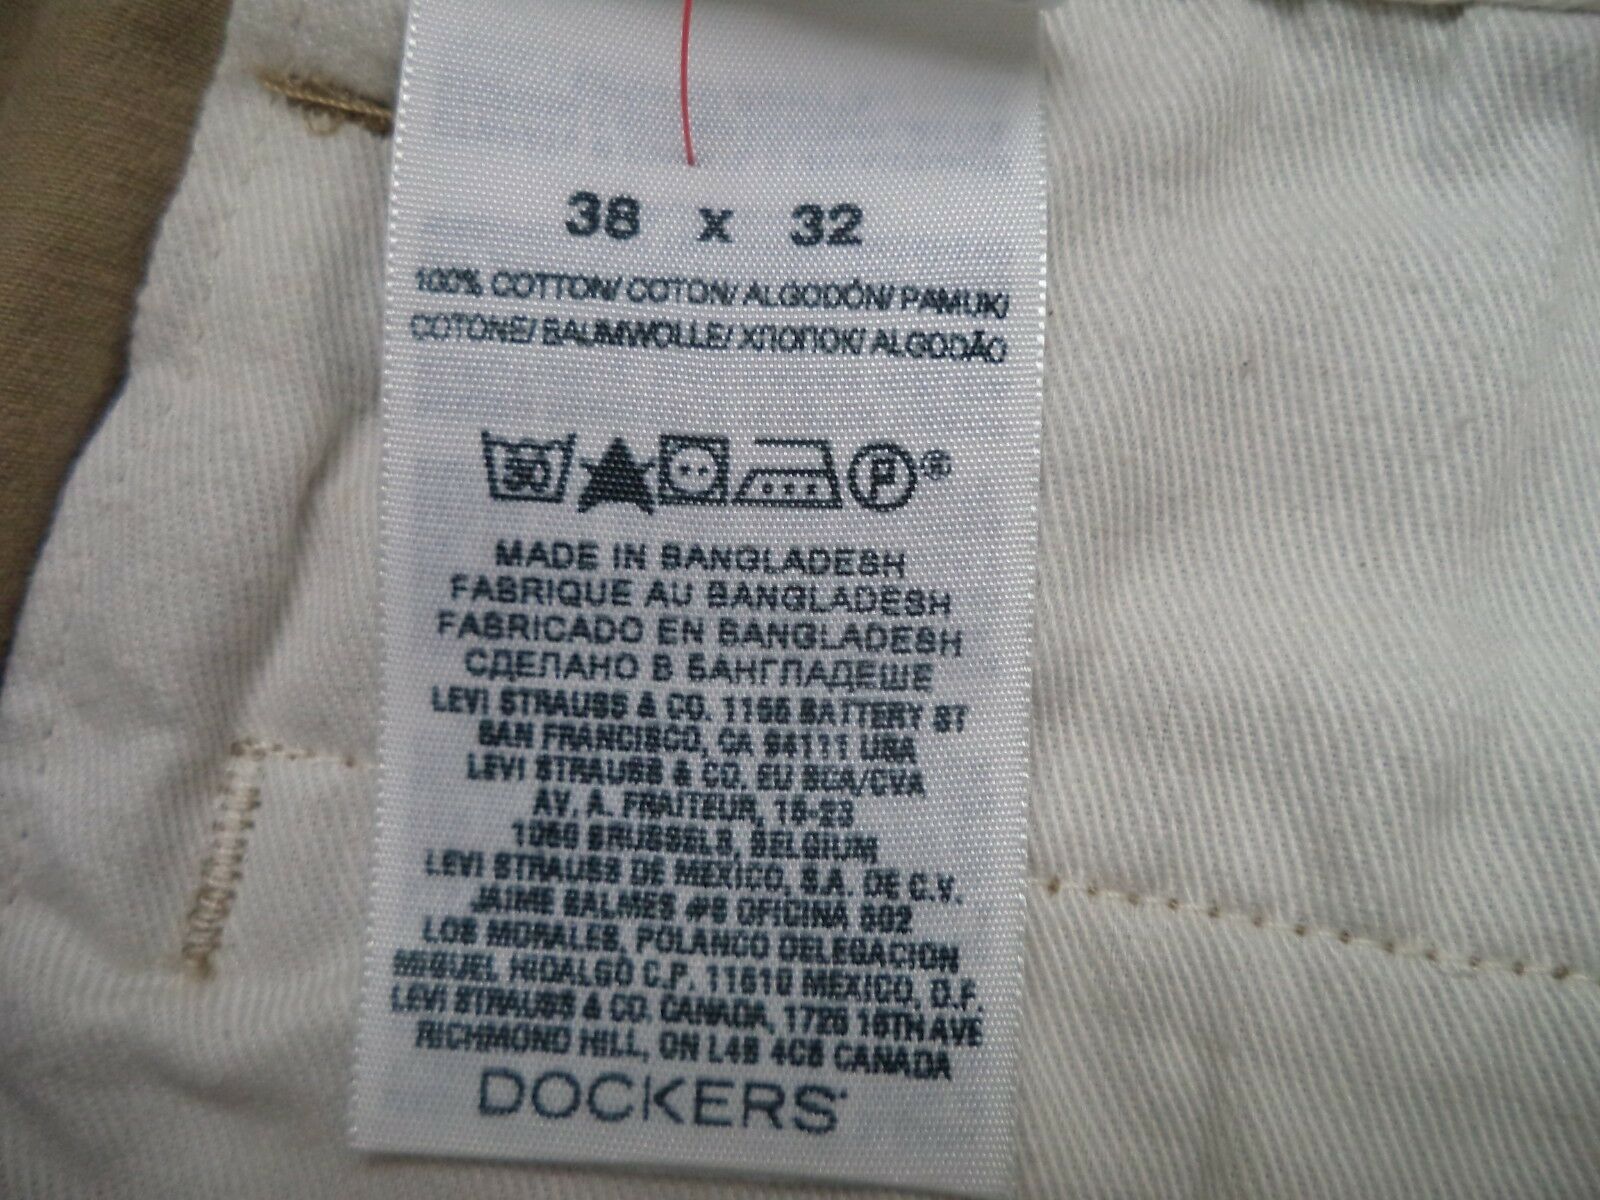 38 x 32
100% COTTON/ COTON/ ALGODÓN/ PAMUK/
COTONE/ BAUMWOLLE/ ХЛОПОК/ ALGODÃO
30 P ®
MADE IN BANGLADESH
FABRIQUE AU BANGLADESH
FABRICADO EN BANGLADESH
СДЕЛАНО В БАНГЛАДЕШЕ
LEVI STRAUSS & CO. 1155 BATTERY ST
SAN FRANCISCO, CA 94111 USA
LEVI STRAUSS & CO. EU BCA/CVA
AV. A. FRAITEUR, 15-23
1050 BRUSSELS, BELGIUM
LEVI STRAUSS DE MEXICO, S.A. DE C.V.
JAIME BALMES #8 OFICINA 502
LOS MORALES, POLANCO DELEGACION
MIGUEL HIDALGO C.P. 11510 MEXICO, D.F.
LEVI STRAUSS & CO. CANADA, 1725 16TH AVE
RICHMOND HILL, ON L4B 4C6 CANADA
DOCKERS